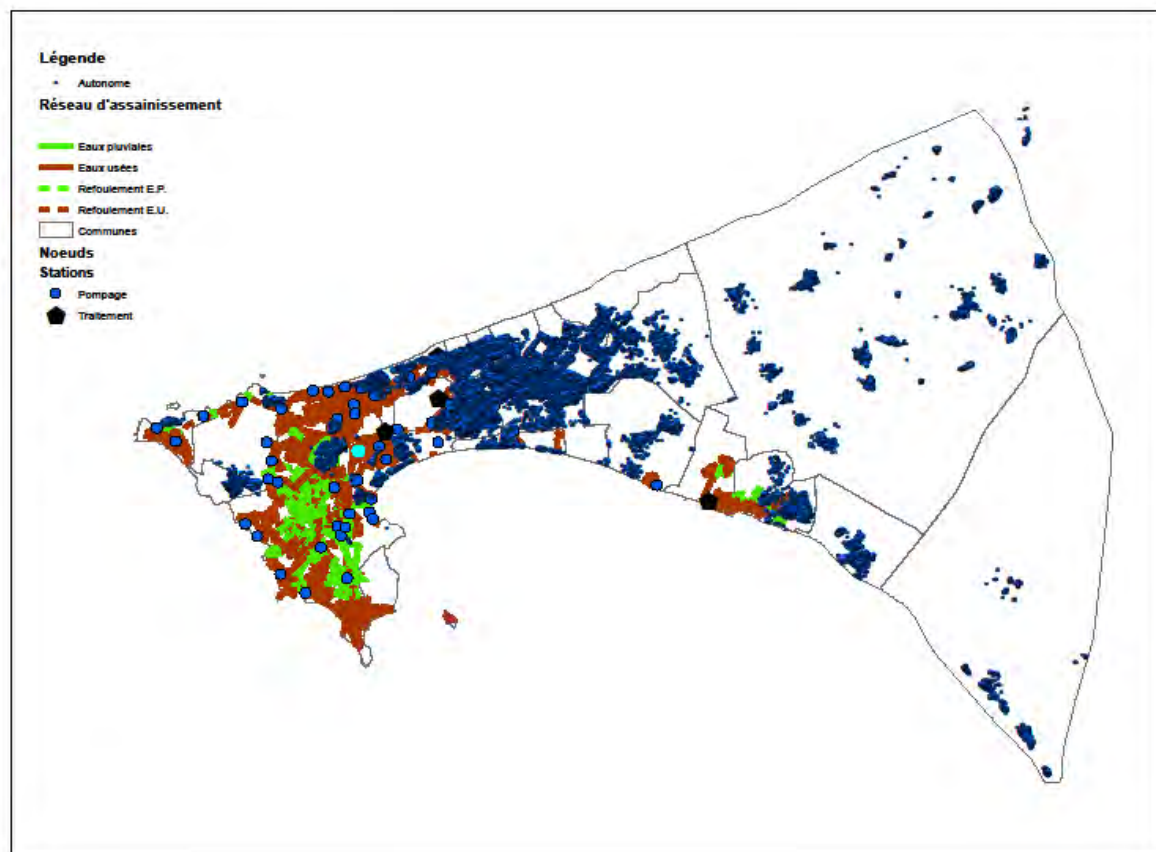 Légende
Autonome
Réseau d'assainissement
Eaux pluviales
Eaux usées
Refoulement E.P.
Refoulement E.U.
Communes
Noeuds
Stations
Pompage
Traitement